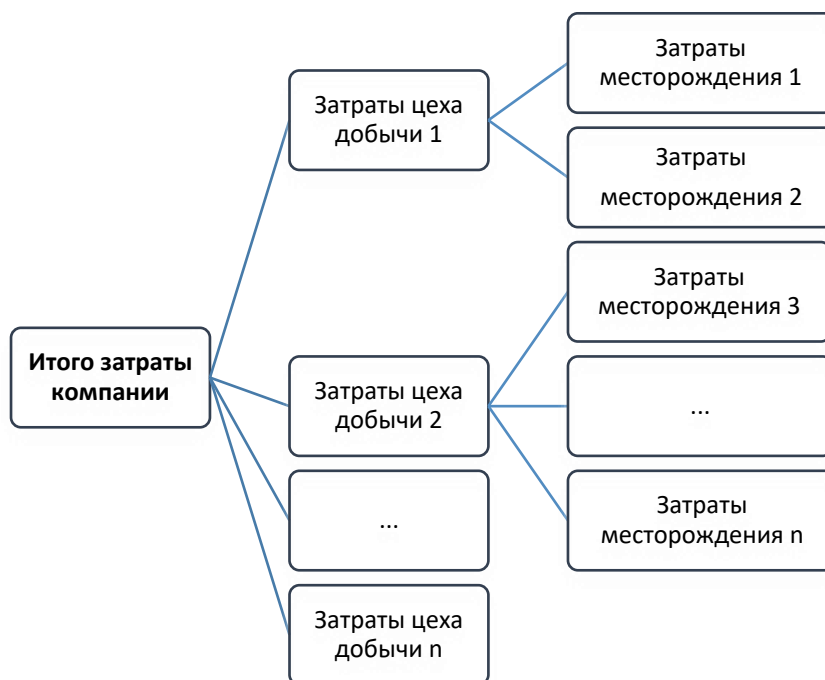 Итого затраты
компании
Затраты цеха
добычи 1
Затраты
месторождения 1
Затраты
месторождения 2
Затраты цеха
добычи 2
Затраты
месторождения 3
...
Затраты
месторождения n
...
Затраты цеха
добычи n